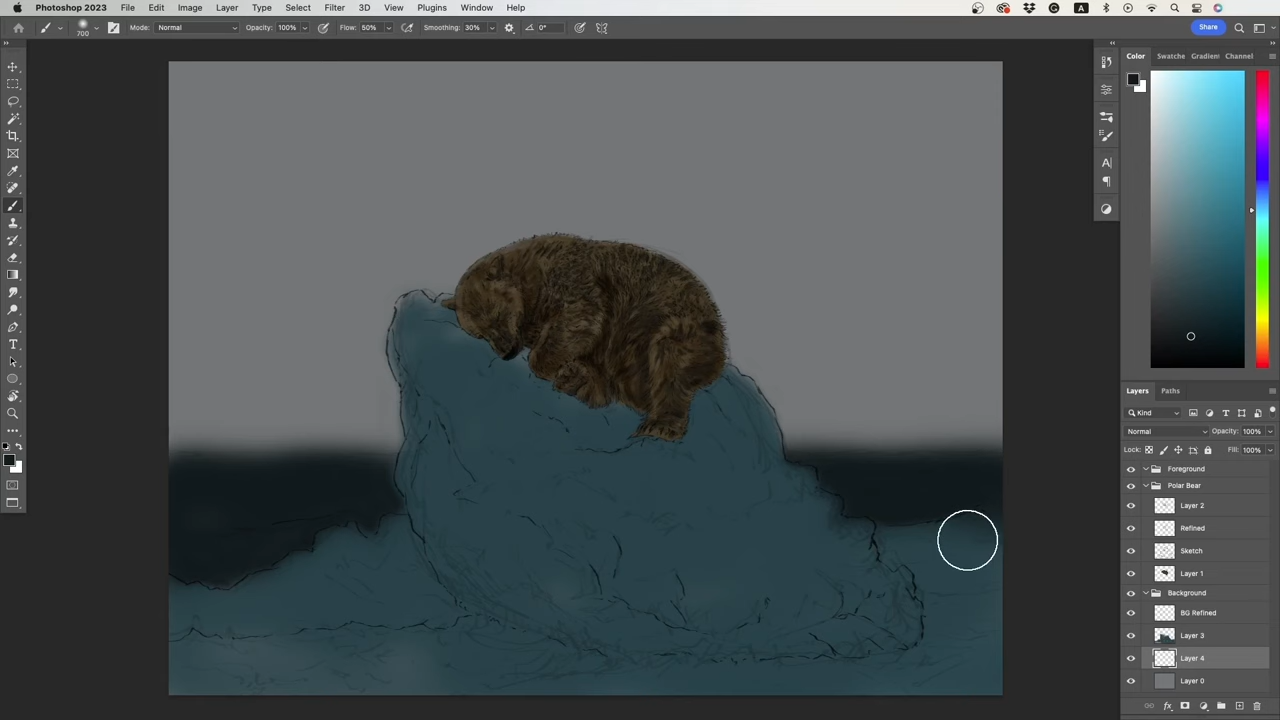 Photoshop 2023 File Edit Image Layer Type Select Filter 3D View Plugins Window Help A
700 Mode: Normal Opacity: 100% Flow: 50% Smoothing: 30% 0° Share
Color Swatche Gradien Channel
A
Layers Paths
Kind
Normal Opacity: 100%
Lock: Fill: 100%
Foreground
Polar Bear
Layer 2
Refined
Sketch
Layer 1
Background
BG Refined
Layer 3
Layer 4
Layer 0
T
fx